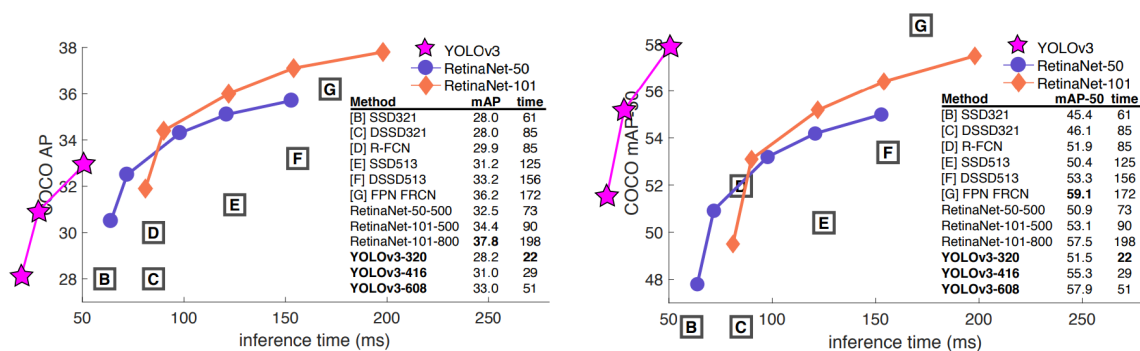 38
36
34
32
30
28
COCO AP
G
F
E
D
B
C
YOLOv3
RetinaNet-50
RetinaNet-101
Method mAP time
[B] SSD321 28.0 61
[C] DSSD321 28.0 85
[D] R-FCN 29.9 85
[E] SSD513 31.2 125
[F] DSSD513 33.2 156
[G] FPN FRCN 36.2 172
RetinaNet-50-500 32.5 73
RetinaNet-101-500 34.4 90
RetinaNet-101-800 37.8 198
YOLOv3-320 28.2 22
YOLOv3-416 31.0 29
YOLOv3-608 33.0 51
50 100 150 200 250
inference time (ms)
58
56
54
52
50
48
COCO mAP-50
G
F
D
E
B
C
YOLOv3
RetinaNet-50
RetinaNet-101
Method mAP-50 time
[B] SSD321 45.4 61
[C] DSSD321 46.1 85
[D] R-FCN 51.9 85
[E] SSD513 50.4 125
[F] DSSD513 53.3 156
[G] FPN FRCN 59.1 172
RetinaNet-50-500 50.9 73
RetinaNet-101-500 53.1 90
RetinaNet-101-800 57.5 198
YOLOv3-320 51.5 22
YOLOv3-416 55.3 29
YOLOv3-608 57.9 51
50 100 150 200 250
inference time (ms)